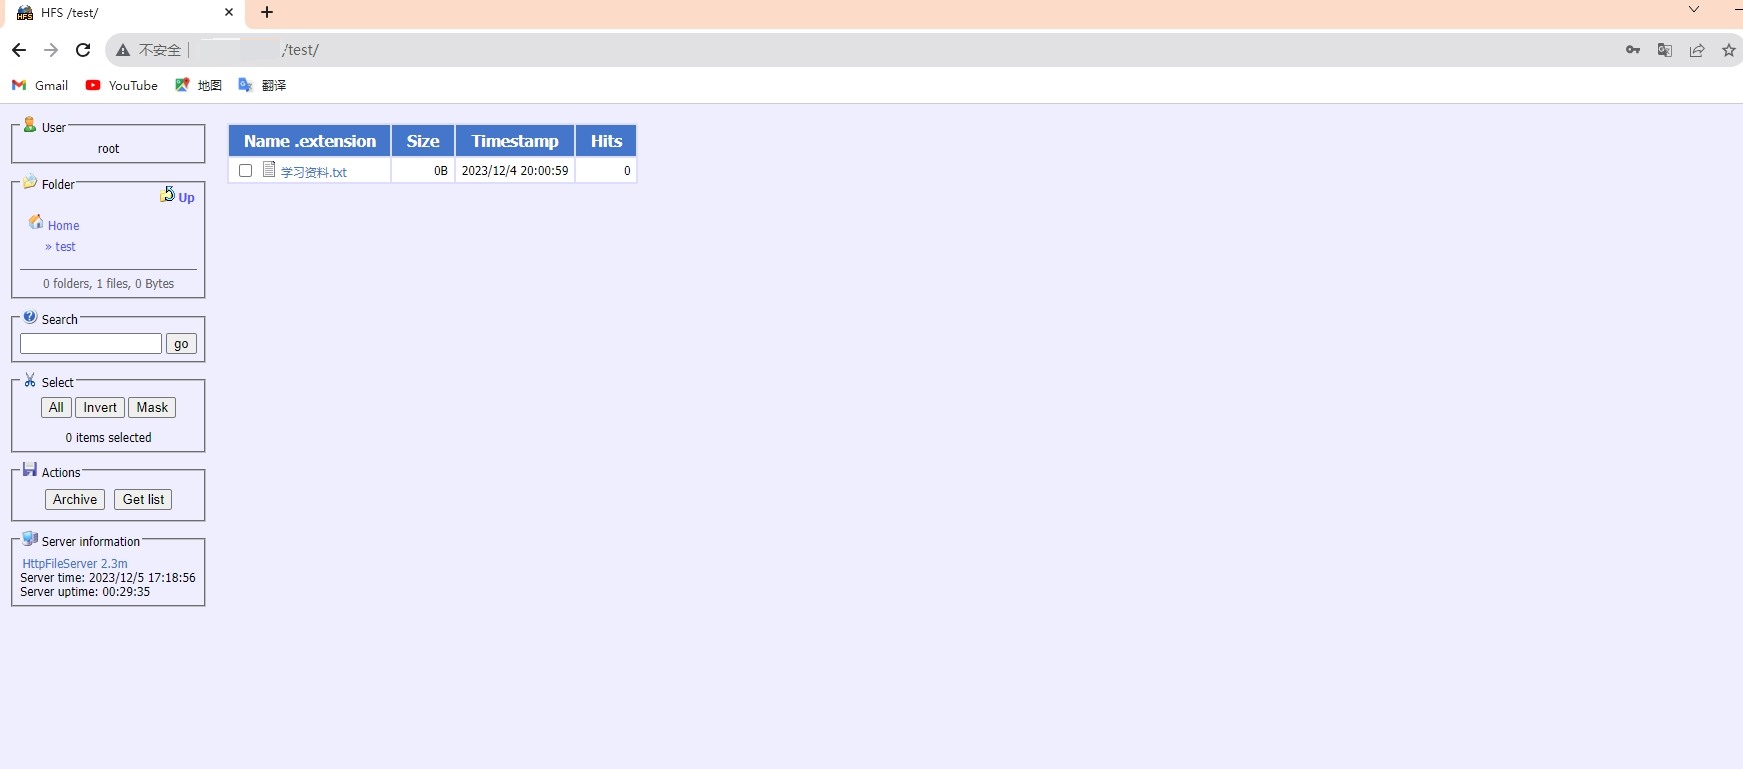 HFS /test/
不安全
/test/
Gmail
YouTube
地图
翻译
User
root
Folder
Up
Home
» test
0 folders, 1 files, 0 Bytes
Search
go
Select
All Invert Mask
0 items selected
Actions
Archive Get list
Server information
HttpFileServer 2.3m
Server time: 2023/12/5 17:18:56
Server uptime: 00:29:35
Name .extension Size Timestamp Hits
学习资料.txt 0B 2023/12/4 20:00:59 0